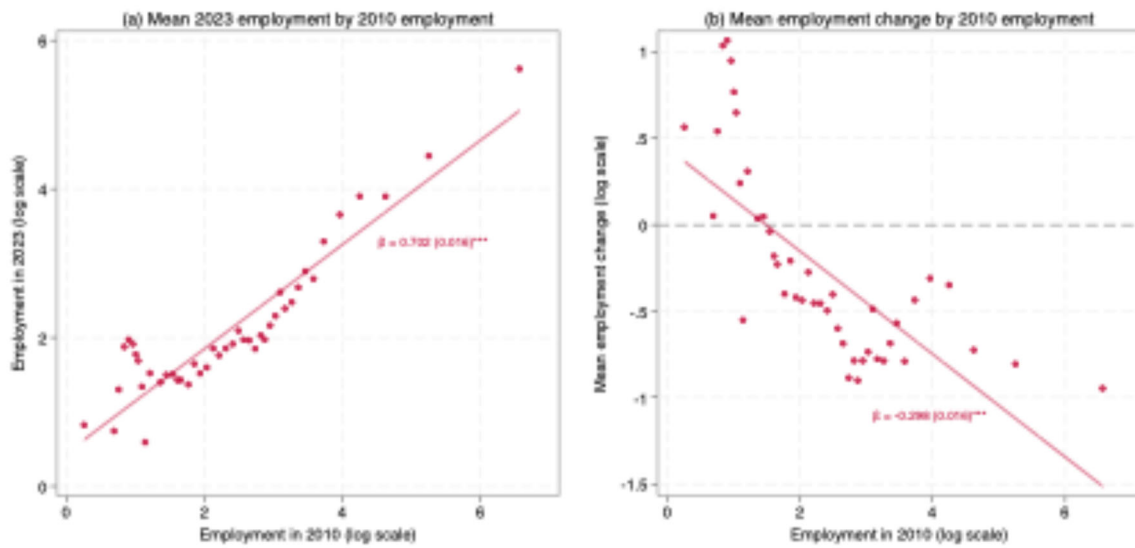 (a) Mean 2023 employment by 2010 employment
Employment in 2023 (log scale)
6
4
2
0
β = 0.702 (0.016)***
0 2 4 6
Employment in 2010 (log scale)
(b) Mean employment change by 2010 employment
Mean employment change (log scale)
1
.5
0
-.5
-1
-1.5
β = -0.298 (0.016)***
0 2 4 6
Employment in 2010 (log scale)